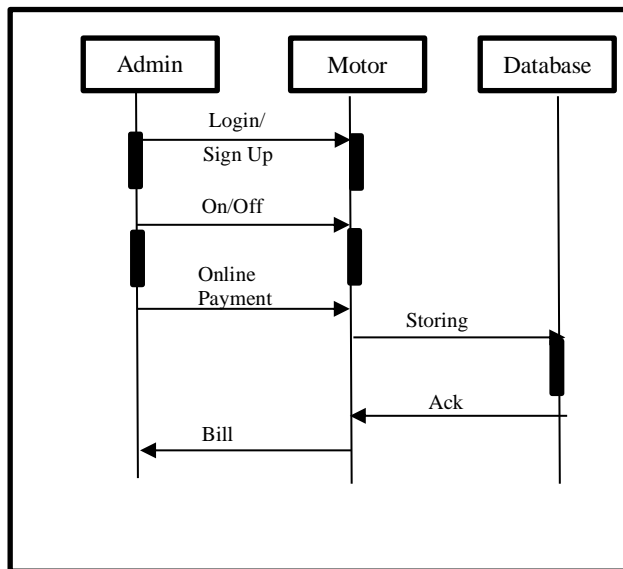 Admin
Motor
Database
Login/
Sign Up
On/Off
Online
Payment
Storing
Ack
Bill